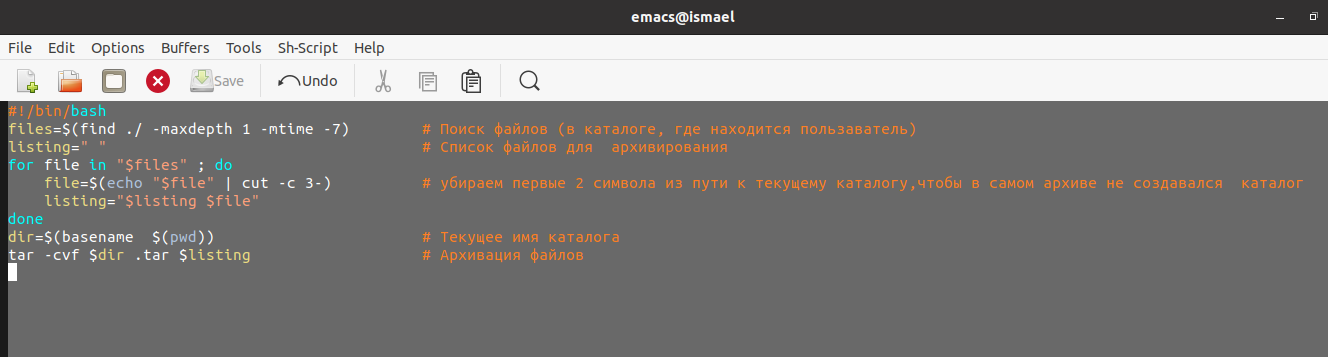 emacs@ismael
File Edit Options Buffers Tools Sh-Script Help
Save Undo
#!/bin/bash
files=$(find ./ -maxdepth 1 -mtime -7) # Поиск файлов (в каталоге, где находится пользаватель)
listing=" " # Список файлов для  архивирования
for file in "$files" ; do
    file=$(echo "$file" | cut -c 3-) # убираем первые 2 символа из пути к текущему каталогу,чтобы в самом архиве не создавался  каталог
    listing="$listing $file"
done
dir=$(basename  $(pwd)) # Текущее имя каталога
tar -cvf $dir .tar $listing # Архивация файлов